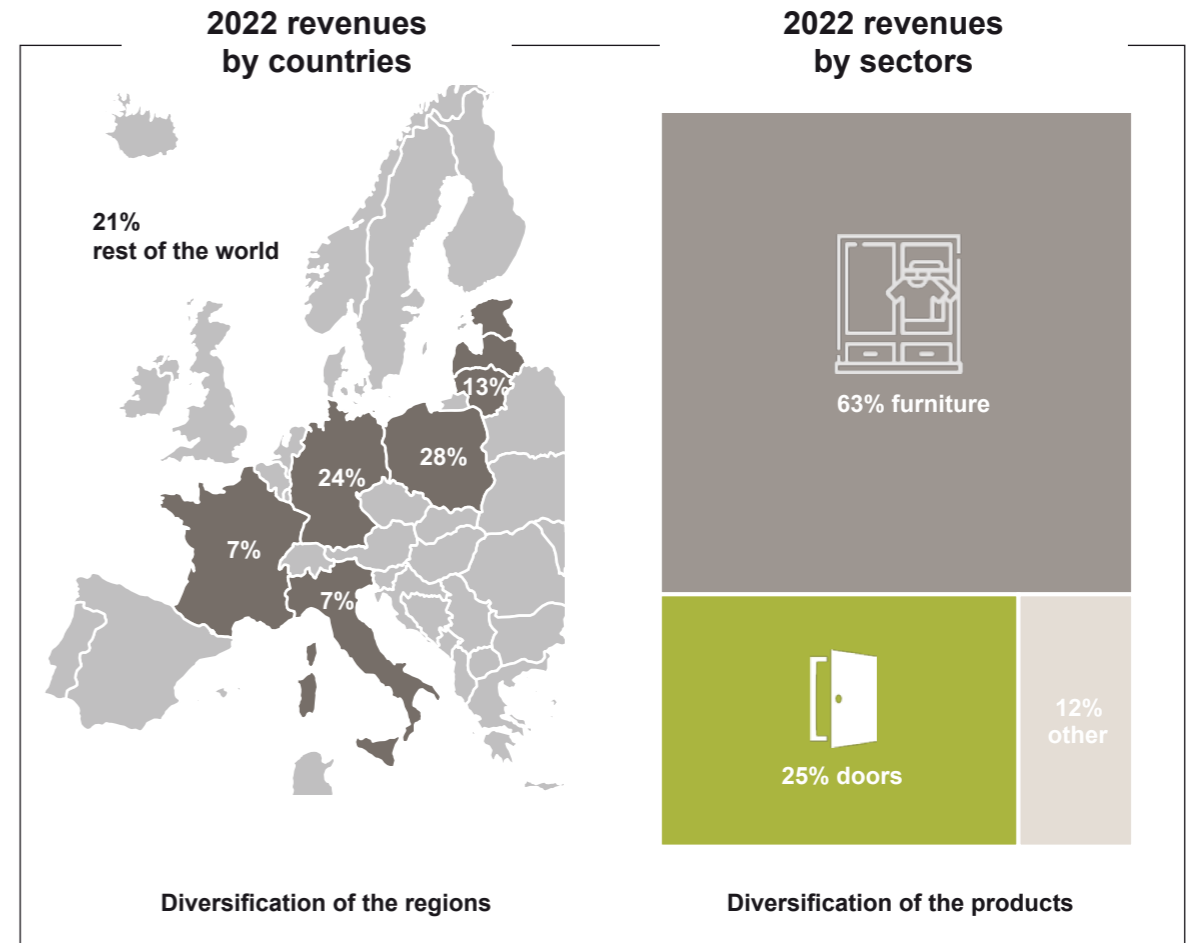 2022 revenues
by countries
21%
rest of the world
13%
28%
24%
7%
7%
Diversification of the regions
2022 revenues
by sectors
63% furniture
25% doors
12%
other
Diversification of the products